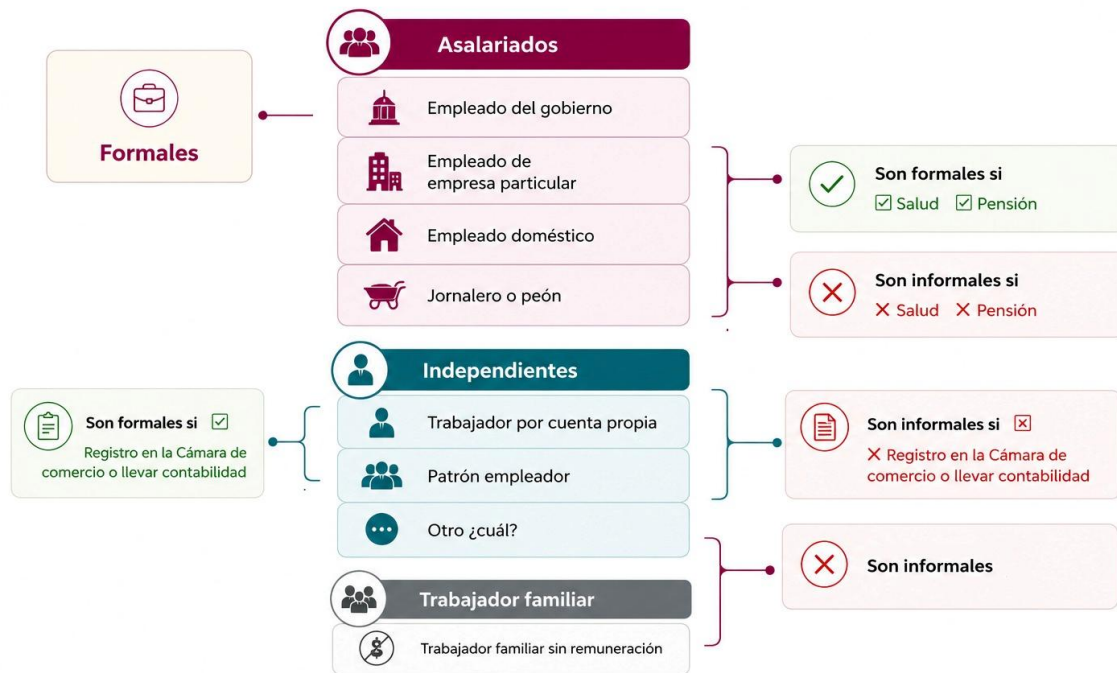 Formales
Asalariados
Empleado del gobierno
Empleado de
empresa particular
Empleado doméstico
Jornalero o peón
Son formales si
Salud Pensión
Son informales si
Salud Pensión
Independientes
Son formales si
Registro en la Cámara de
comercio o llevar contabilidad
Trabajador por cuenta propia
Patrón empleador
Otro ¿cuál?
Son informales si
Registro en la Cámara de
comercio o llevar contabilidad
Son informales
Trabajador familiar
Trabajador familiar sin remuneración